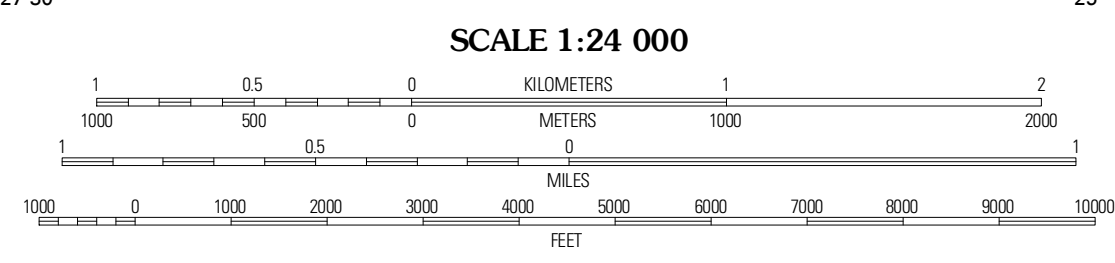 27'30" 25'
SCALE 1:24 000
1 0.5 0 KILOMETERS 1 2
1000 500 0 METERS 1000 2000
1 0.5 0 1
MILES
1000 0 1000 2000 3000 4000 5000 6000 7000 8000 9000 10000
FEET